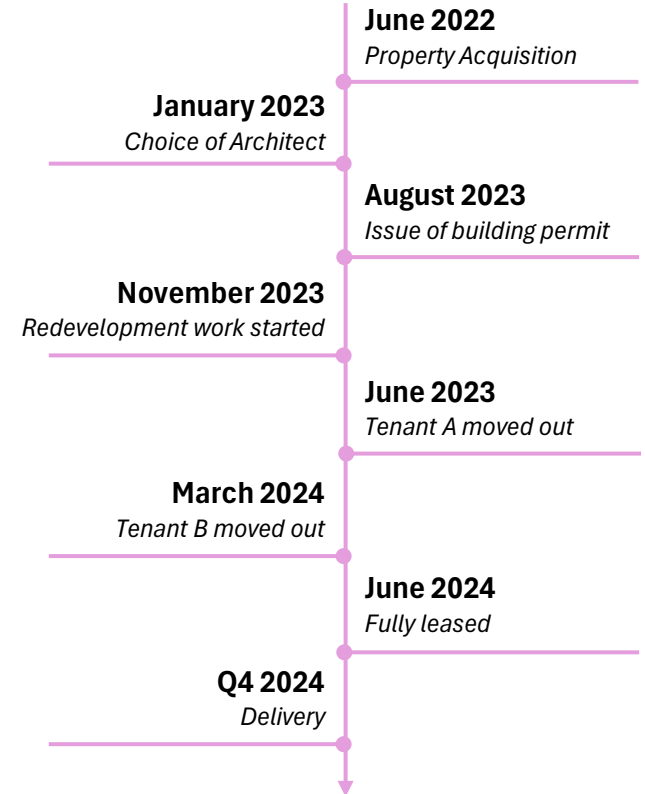 June 2022
Property Acquisition
January 2023
Choice of Architect
August 2023
Issue of building permit
November 2023
Redevelopment work started
June 2023
Tenant A moved out
March 2024
Tenant B moved out
June 2024
Fully leased
Q4 2024
Delivery